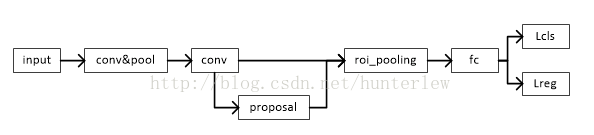 Lcls
input
conv&pool
conv
roi_pooling
fc
http://blog.csdn.net/hunterlew
Lreg
proposal